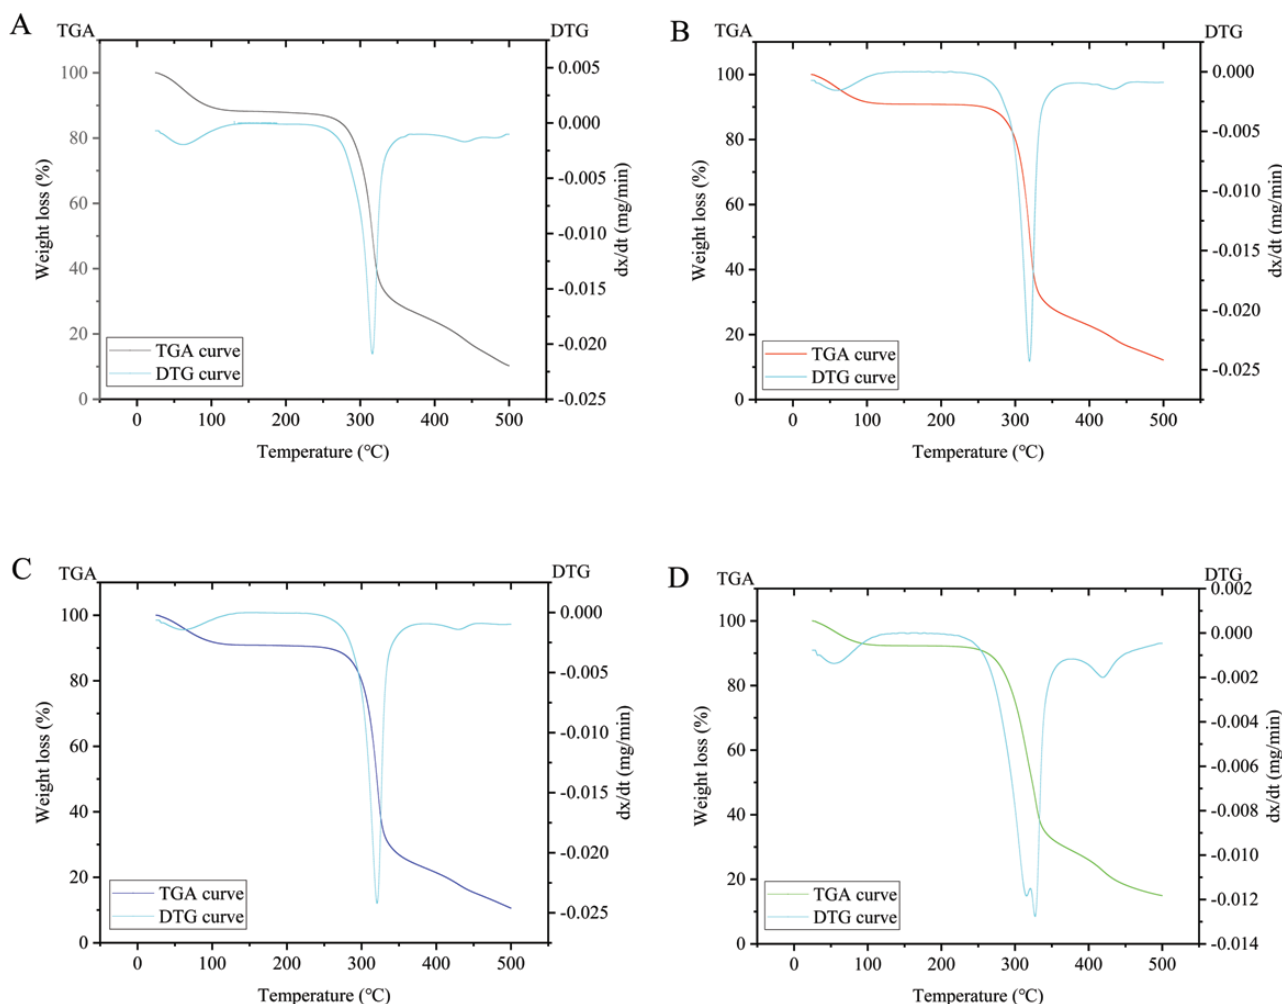 A
TGA
DTG
100
80
60
40
20
0
0.005
0.000
-0.005
-0.010
-0.015
-0.020
-0.025
Weight loss (%)
dx/dt (mg/min)
TGA curve
DTG curve
0 100 200 300 400 500
Temperature (℃)
B
TGA
DTG
100
80
60
40
20
0
0.000
-0.005
-0.010
-0.015
-0.020
-0.025
Weight loss (%)
dx/dt (mg/min)
TGA curve
DTG curve
0 100 200 300 400 500
Temperature (℃)
C
TGA
DTG
100
80
60
40
20
0
0.000
-0.005
-0.010
-0.015
-0.020
-0.025
Weight loss (%)
dx/dt (mg/min)
TGA curve
DTG curve
0 100 200 300 400 500
Temperature (℃)
D
TGA
DTG
100
80
60
40
20
0
0.002
0.000
-0.002
-0.004
-0.006
-0.008
-0.010
-0.012
-0.014
Weight loss (%)
dx/dt (mg/min)
TGA curve
DTG curve
0 100 200 300 400 500
Temperature (℃)